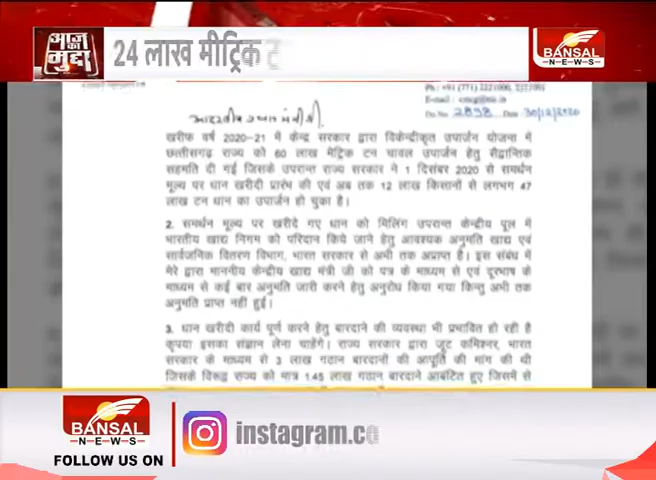 आज का मुद्दा
24 लाख मीट्रिक
BANSAL
NEWS
30/12/2020
खरीफ वर्ष 2020-21 में केन्द्र सरकार द्वारा विकेन्द्रीकृत उपार्जन योजना में
छत्तीसगढ़ राज्य को 60 लाख मेट्रिक टन चावल उपार्जन हेतु सैद्धान्तिक
सहमति दी गई जिसके उपरान्त राज्य सरकार ने 1 दिसंबर 2020 से समर्थन
मूल्य पर धान खरीदी प्रारंभ की एवं अब तक 12 लाख किसानों से लगभग 47
लाख टन धान का उपार्जन हो चुका है।
2. समर्थन मूल्य पर खरीदे गए धान को मिलिंग उपरान्त केन्द्रीय पूल में
भारतीय खाद्य निगम को परिदान किये जाने हेतु आवश्यक अनुमति खाद्य एवं
सार्वजनिक वितरण विभाग, भारत सरकार से अभी तक अप्राप्त है। इस संबंध में
मेरे द्वारा माननीय केन्द्रीय खाद्य मंत्री जी को पत्र के माध्यम से एवं दूरभाष के
माध्यम से कई बार अनुमति जारी करने हेतु अनुरोध किया गया किन्तु अभी तक
अनुमति प्राप्त नहीं हुई।
3. धान खरीदी कार्य पूर्ण करने हेतु बारदाने की व्यवस्था भी प्रभावित हो रही है
कृपया इसका संज्ञान लेना चाहेंगे। राज्य सरकार द्वारा जूट कमिश्नर, भारत
सरकार के माध्यम से 3 लाख गठान बारदानों की आपूर्ति की मांग की थी
जिसके विरूद्ध राज्य को मात्र 1.45 लाख गठान बारदाने आबंटित हुए जिसमें से
BANSAL
NEWS
FOLLOW US ON
instagram.co